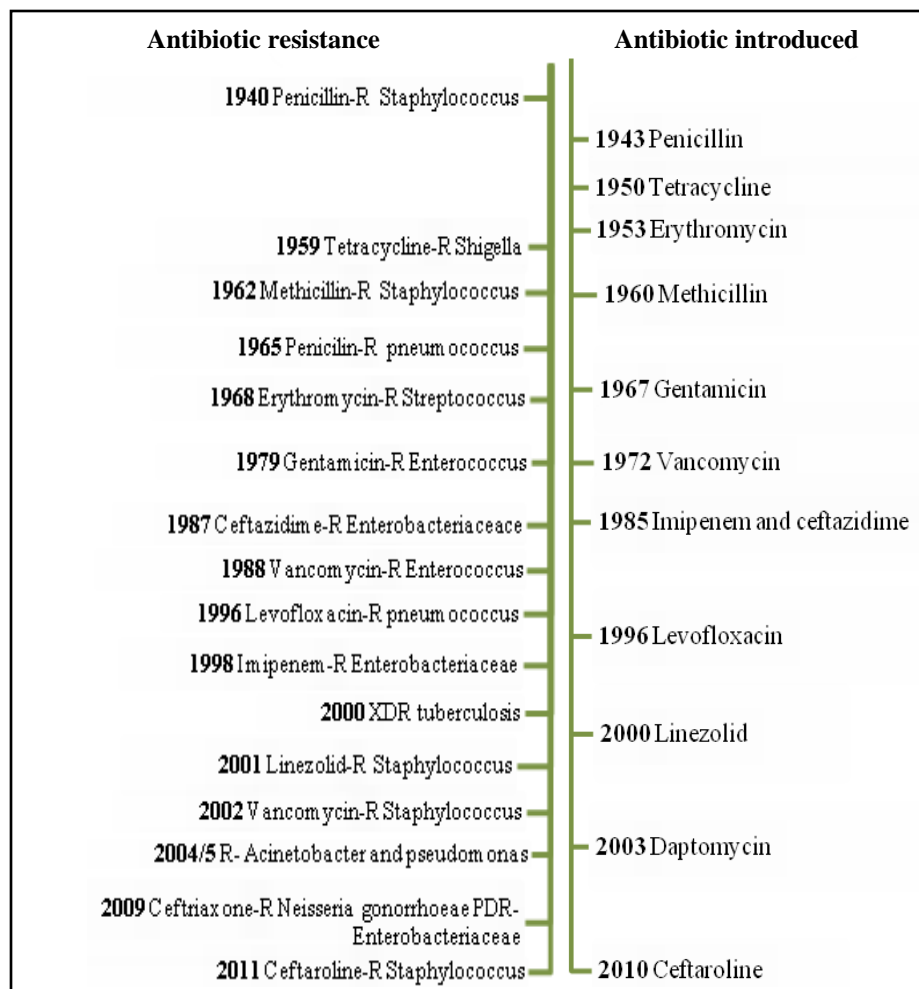 Antibiotic resistance
1940 Penicillin-R Staphylococcus
1959 Tetracycline-R Shigella
1962 Methicillin-R Staphylococcus
1965 Penicilin-R pneumococcus
1968 Erythromycin-R Streptococcus
1979 Gentamicin-R Enterococcus
1987 Ceftazidime-R Enterobacteriaceace
1988 Vancomycin-R Enterococcus
1996 Levofloxacin-R pneumococcus
1998 Imipenem-R Enterobacteriaceae
2000 XDR tuberculosis
2001 Linezolid-R Staphylococcus
2002 Vancomycin-R Staphylococcus
2004/5 R- Acinetobacter and pseudomonas
2009 Ceftriaxone-R Neisseria gonorrhoeae PDR-
Enterobacteriaceae
2011 Ceftaroline-R Staphylococcus
Antibiotic introduced
1943 Penicillin
1950 Tetracycline
1953 Erythromycin
1960 Methicillin
1967 Gentamicin
1972 Vancomycin
1985 Imipenem and ceftazidime
1996 Levofloxacin
2000 Linezolid
2003 Daptomycin
2010 Ceftaroline